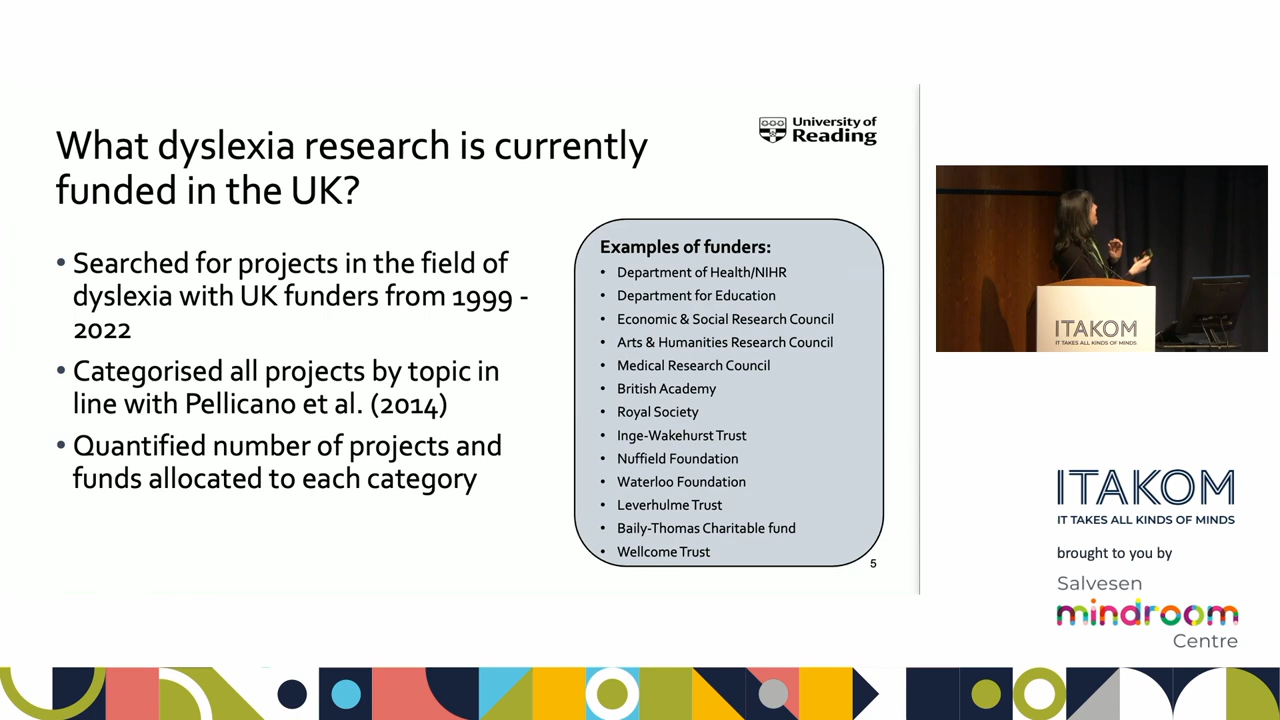 What dyslexia research is currently
funded in the UK?
University of
Reading
• Searched for projects in the field of
dyslexia with UK funders from 1999 -
2022
• Categorised all projects by topic in
line with Pellicano et al. (2014)
• Quantified number of projects and
funds allocated to each category
Examples of funders:
• Department of Health/NIHR
• Department for Education
• Economic & Social Research Council
• Arts & Humanities Research Council
• Medical Research Council
• British Academy
• Royal Society
• Inge-Wakehurst Trust
• Nuffield Foundation
• Waterloo Foundation
• Leverhulme Trust
• Baily-Thomas Charitable fund
• Wellcome Trust
5
ITAKOM
IT TAKES ALL KINDS OF MINDS
ITAKOM
IT TAKES ALL KINDS OF MINDS
brought to you by
Salvesen
mindroom
Centre